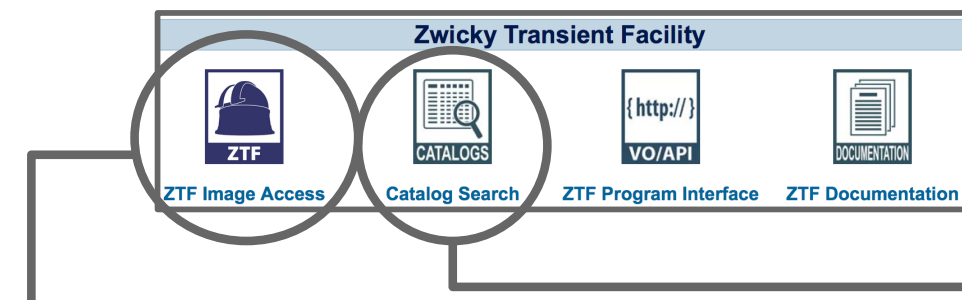 Zwicky Transient Facility
ZTF
CATALOGS
{ http:// }
VO/API
DOCUMENTATION
ZTF Image Access
Catalog Search
ZTF Program Interface
ZTF Documentation